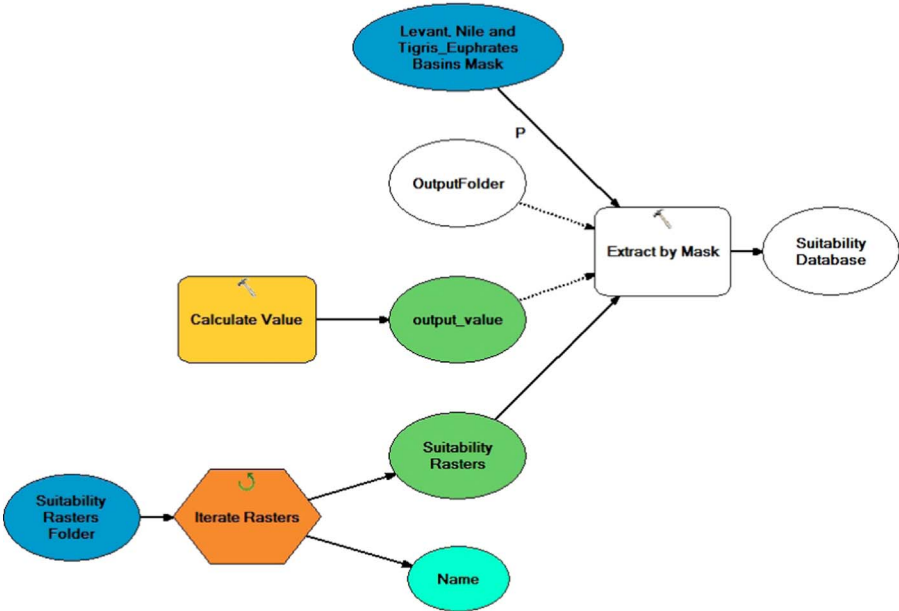 Levant, Nile and
Tigris_Euphrates
Basins Mask
P
OutputFolder
Extract by Mask
Suitability
Database
Calculate Value
output_value
Suitability
Rasters
Suitability
Rasters
Folder
Iterate Rasters
Name